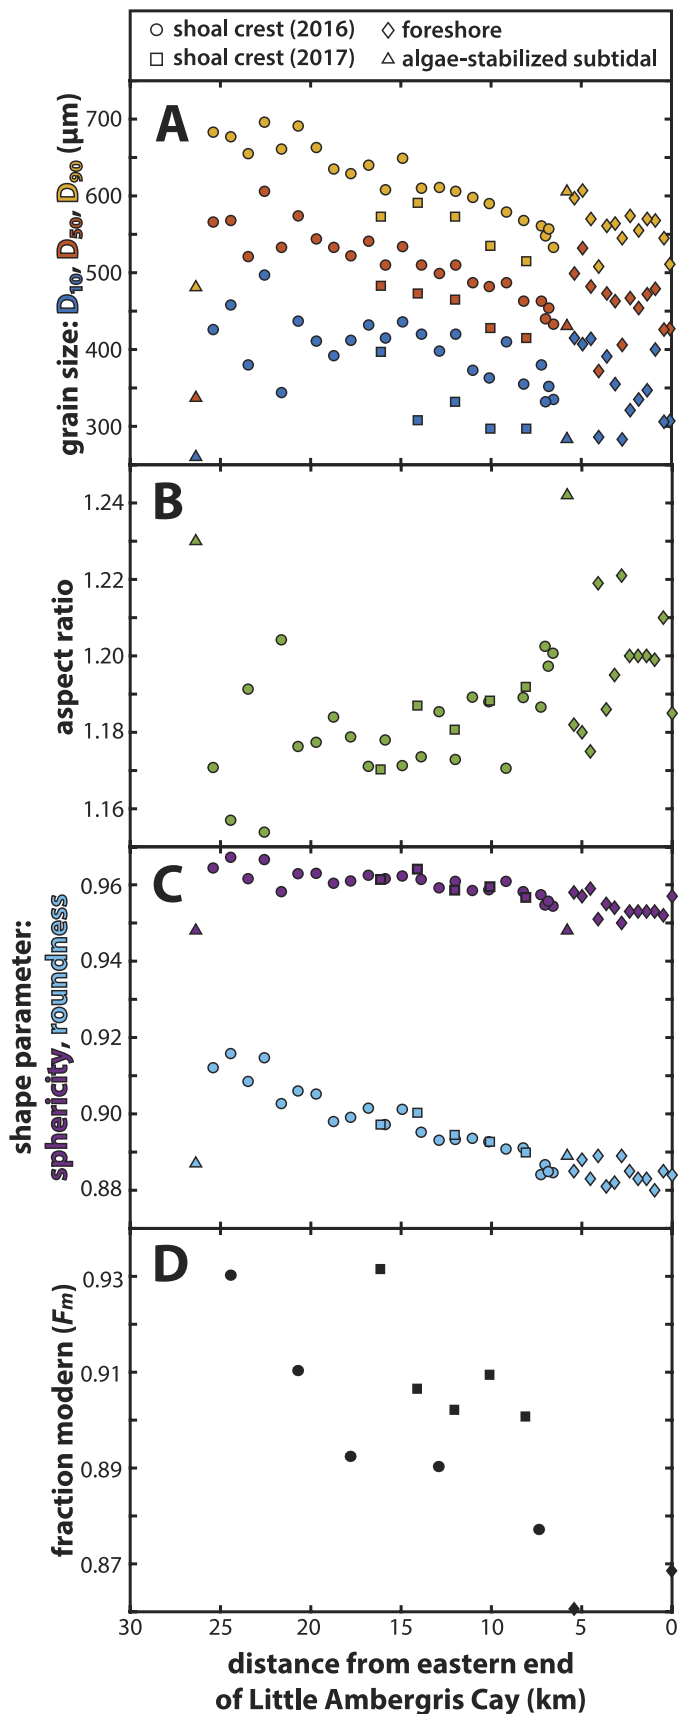 shoal crest (2016)
foreshore
shoal crest (2017)
algae-stabilized subtidal
A
grain size: D10, D50, D90 (μm)
700
600
500
400
300
B
aspect ratio
1.24
1.22
1.20
1.18
1.16
C
shape parameter:
sphericity, roundness
0.96
0.94
0.92
0.90
0.88
D
fraction modern (Fm)
0.93
0.91
0.89
0.87
30 25 20 15 10 5 0
distance from eastern end
of Little Ambergris Cay (km)